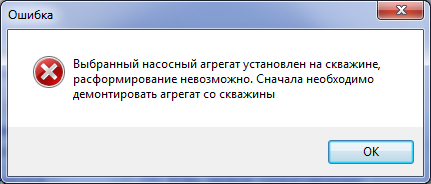 Ошибка
Выбранный насосный агрегат установлен на скважине,
расформирование невозможно. Сначала необходимо
демонтировать агрегат со скважины
OK